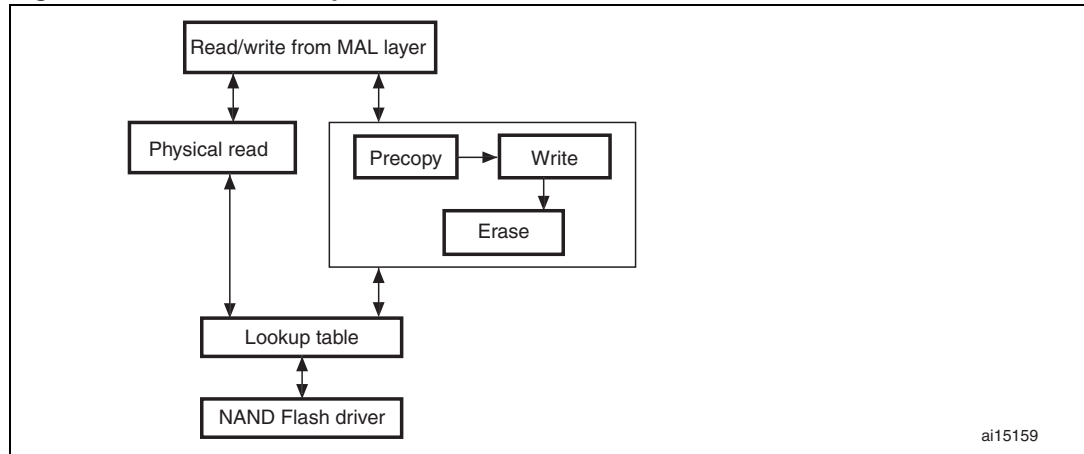 Read/write from MAL layer
Physical read
Precopy
Write
Erase
Lookup table
NAND Flash driver
ai15159